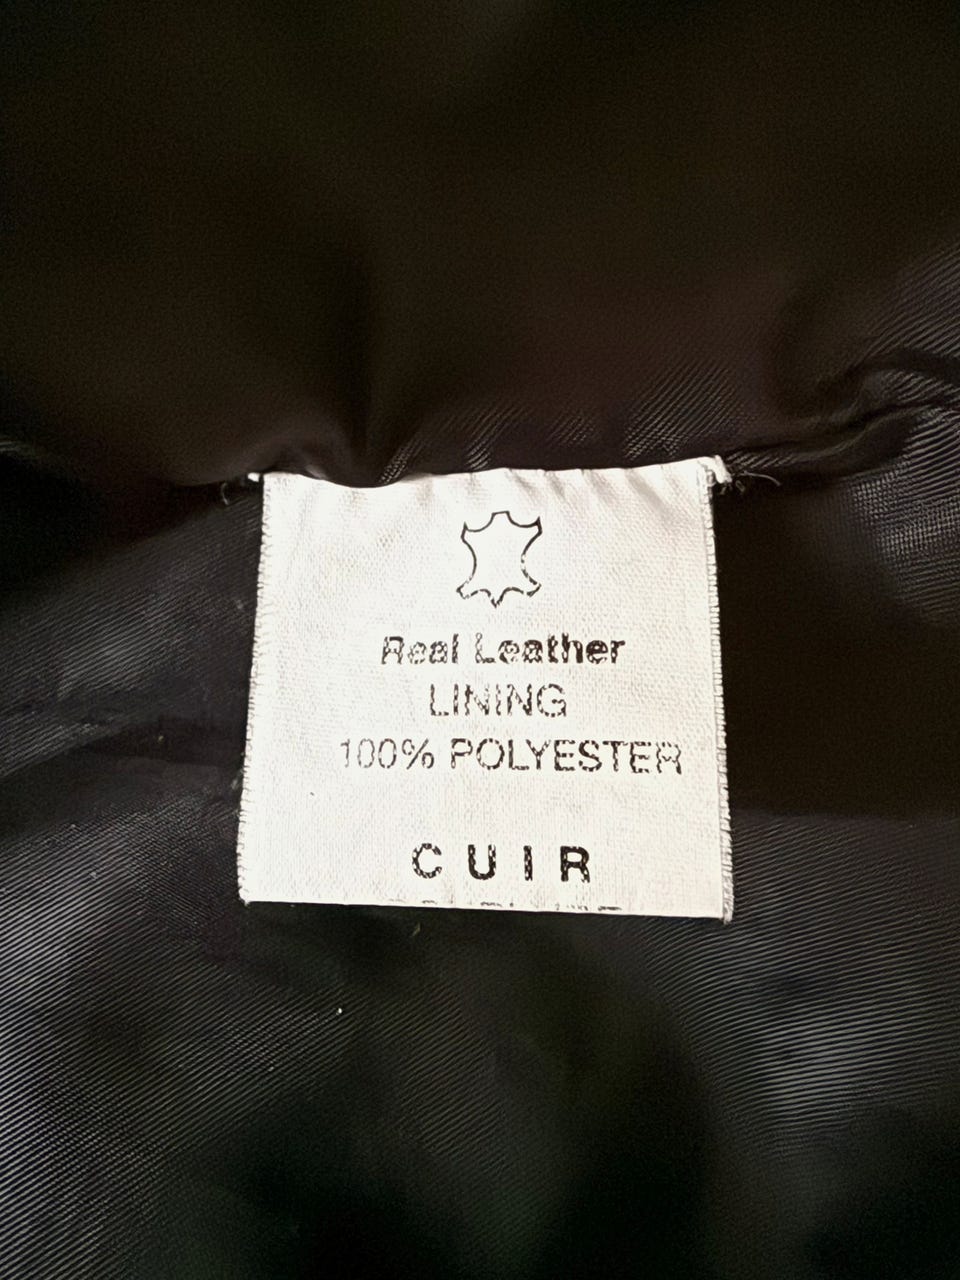 Real Leather
LINING
100% POLYESTER
CUIR